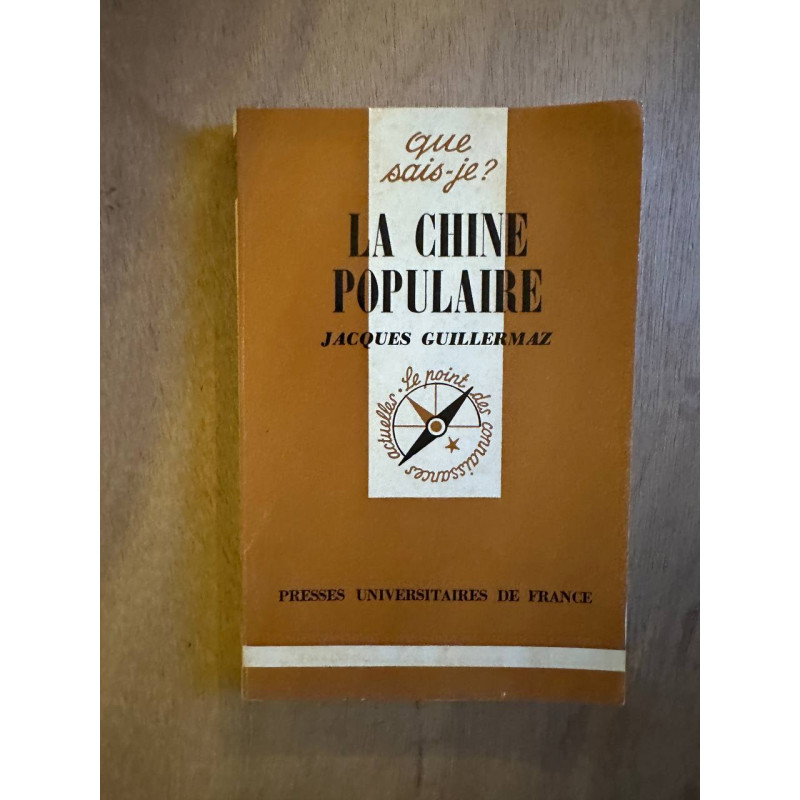 que
sais-je?
LA CHINE
POPULAIRE
JACQUES GUILLERMAZ
Le point des connaissances actuelles
PRESSES UNIVERSITAIRES DE FRANCE